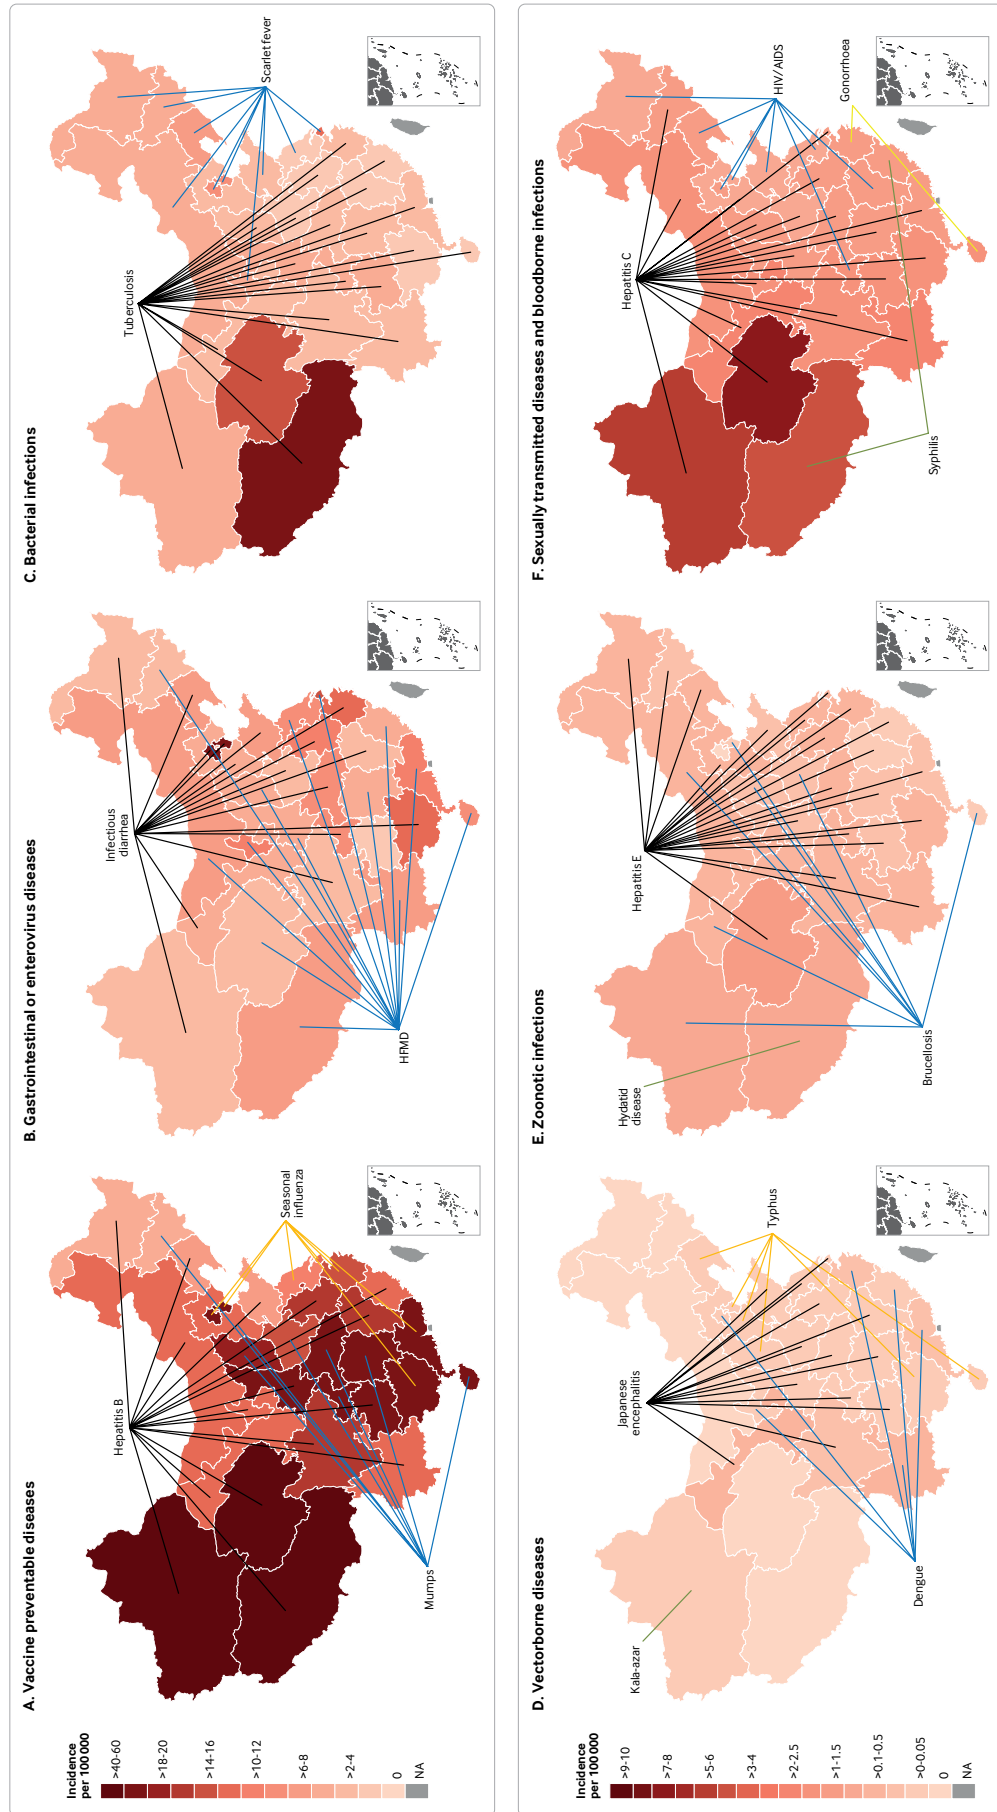 A. Vaccine preventable diseases
Incidence
per 100 000
>40-60
>18-20
>14-16
>10-12
>6-8
>2-4
0
NA
Hepatitis B
Mumps
Seasonal
influenza
B. Gastrointestinal or enterovirus diseases
Infectious
diarrhea
HFMD
C. Bacterial infections
Tuberculosis
Scarlet fever
D. Vectorborne diseases
Incidence
per 100 000
>9-10
>7-8
>5-6
>3-4
>2-2.5
>1-1.5
>0.1-0.5
>0-0.05
0
NA
Kala-azar
Japanese
encephalitis
Dengue
Typhus
E. Zoonotic infections
Hydatid
disease
Hepatitis E
Brucellosis
F. Sexually transmitted diseases and bloodborne infections
Hepatitis C
Syphilis
HIV/AIDS
Gonorrhoea